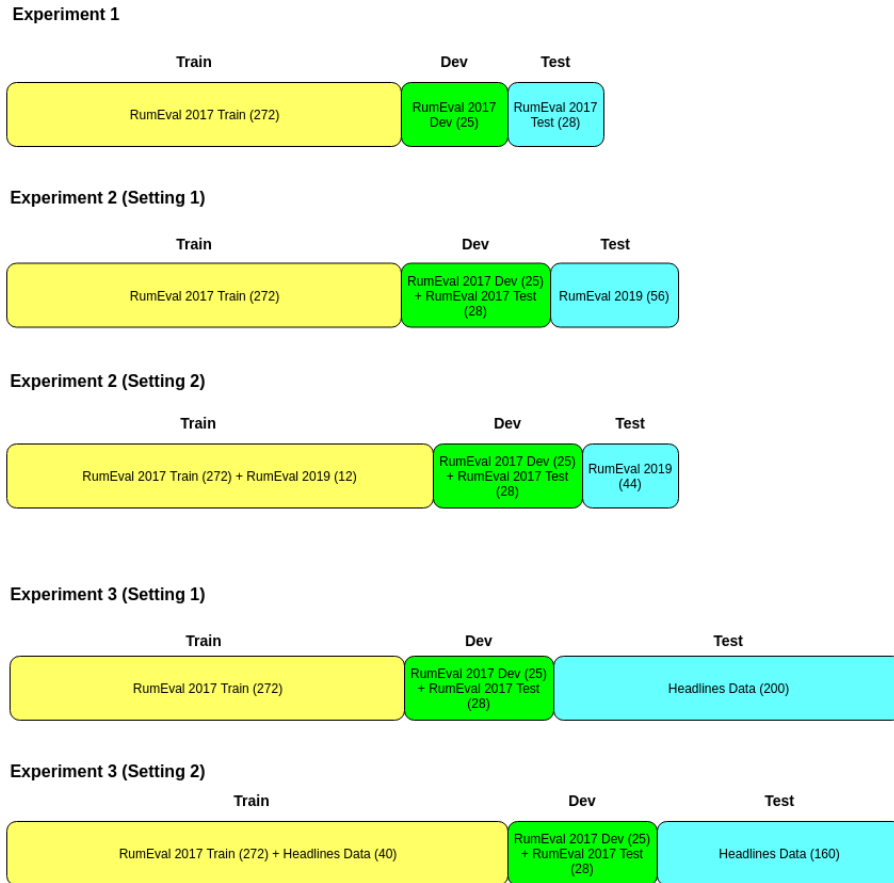 Experiment 1
Train
Dev
Test
RumEval 2017 Train (272)
RumEval 2017
Dev (25)
RumEval 2017
Test (28)
Experiment 2 (Setting 1)
Train
Dev
Test
RumEval 2017 Train (272)
RumEval 2017 Dev (25)
+ RumEval 2017 Test
(28)
RumEval 2019 (56)
Experiment 2 (Setting 2)
Train
Dev
Test
RumEval 2017 Train (272) + RumEval 2019 (12)
RumEval 2017 Dev (25)
+ RumEval 2017 Test
(28)
RumEval 2019
(44)
Experiment 3 (Setting 1)
Train
Dev
Test
RumEval 2017 Train (272)
RumEval 2017 Dev (25)
+ RumEval 2017 Test
(28)
Headlines Data (200)
Experiment 3 (Setting 2)
Train
Dev
Test
RumEval 2017 Train (272) + Headlines Data (40)
RumEval 2017 Dev (25)
+ RumEval 2017 Test
(28)
Headlines Data (160)